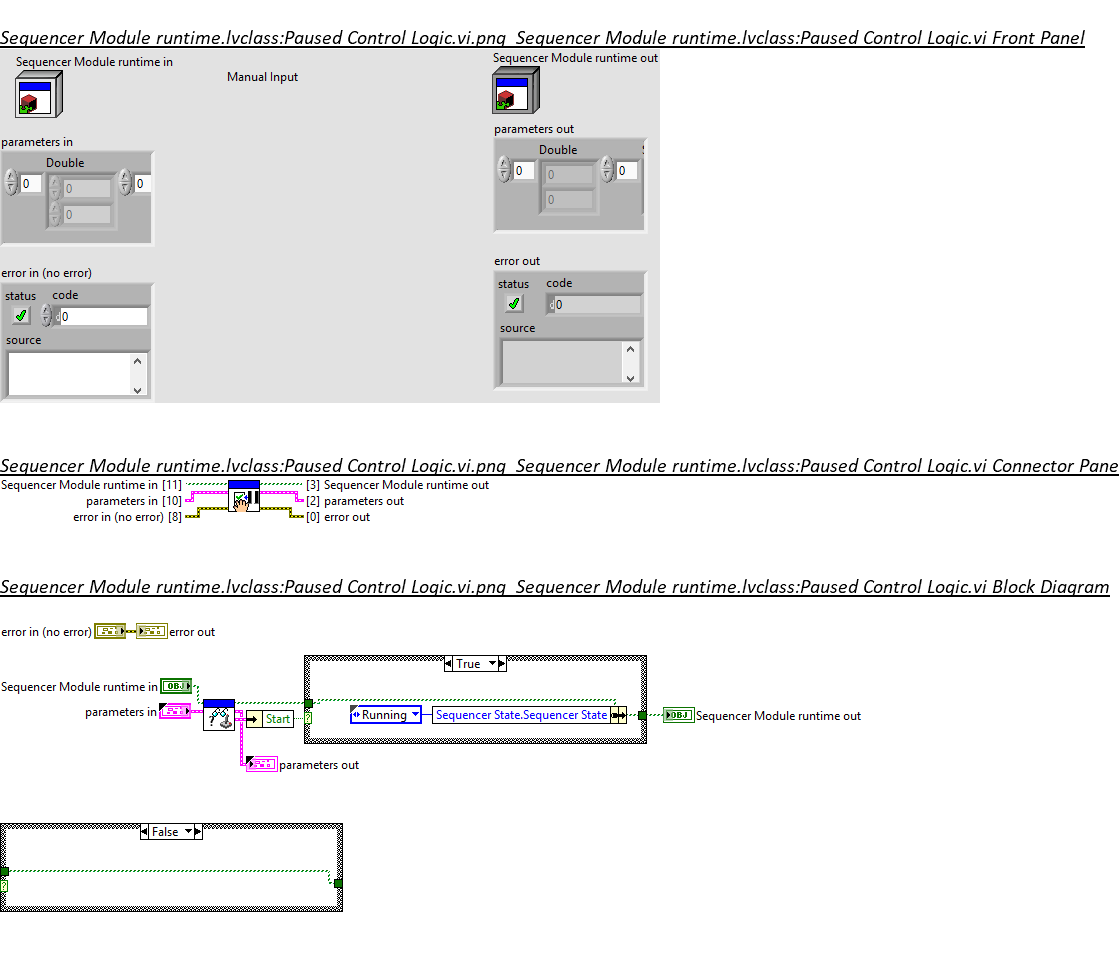 Sequencer Module runtime.lvclass:Paused Control Logic.vi.png Sequencer Module runtime.lvclass:Paused Control Logic.vi Front Panel
Sequencer Module runtime in
Manual Input
Sequencer Module runtime out
parameters in
Double
0
0
0
0
parameters out
Double
0
0
0
0
error in (no error)
status
code
d0
source
error out
status
code
d0
source
Sequencer Module runtime.lvclass:Paused Control Logic.vi.png Sequencer Module runtime.lvclass:Paused Control Logic.vi Connector Pane
Sequencer Module runtime in [11]
[3] Sequencer Module runtime out
parameters in [10]
[2] parameters out
error in (no error) [8]
[0] error out
Sequencer Module runtime.lvclass:Paused Control Logic.vi.png Sequencer Module runtime.lvclass:Paused Control Logic.vi Block Diagram
error in (no error)
error out
True
Sequencer Module runtime in
OBJ
parameters in
Start
?
Running
Sequencer State.Sequencer State
OBJ
Sequencer Module runtime out
parameters out
False
?